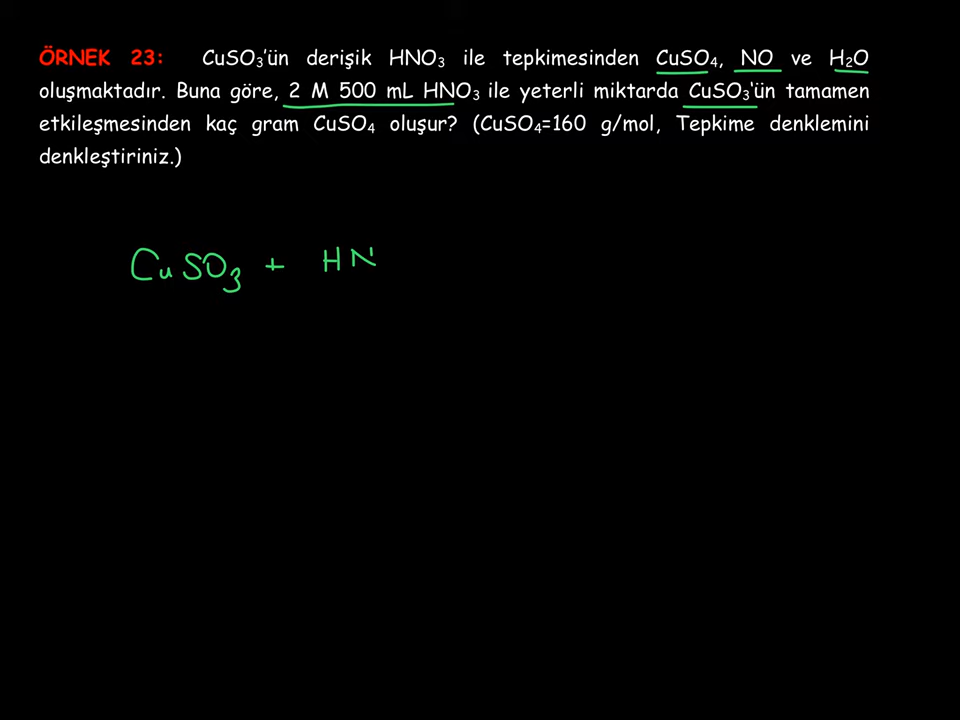 ÖRNEK 23: CuSO₃'ün derişik HNO₃ ile tepkimesinden CuSO₄, NO ve H₂O
oluşmaktadır. Buna göre, 2 M 500 mL HNO₃ ile yeterli miktarda CuSO₃'ün tamamen
etkileşmesinden kaç gram CuSO₄ oluşur? (CuSO₄=160 g/mol, Tepkime denklemini
denkleştiriniz.)
CuSO₃ + HN